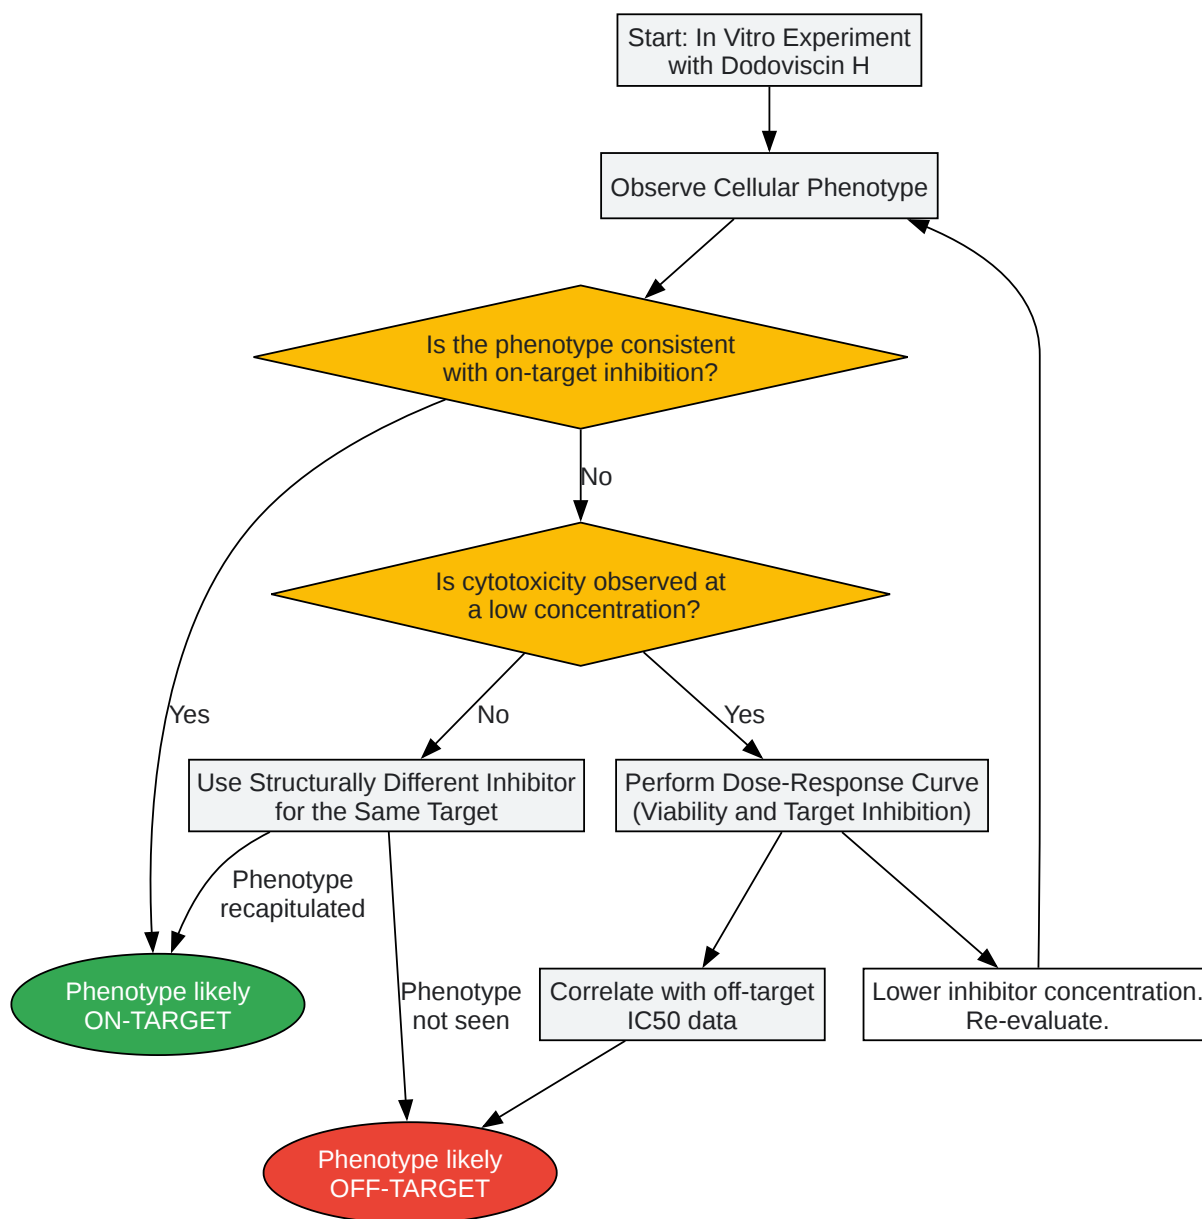 Start: In Vitro Experiment
with Dodoviscin H
Observe Cellular Phenotype
Is the phenotype consistent
with on-target inhibition?
No
Is cytotoxicity observed at
a low concentration?
Yes
No
Yes
Use Structurally Different Inhibitor
for the Same Target
Perform Dose-Response Curve
(Viability and Target Inhibition)
Phenotype
recapitulated
Phenotype likely
ON-TARGET
Phenotype
not seen
Correlate with off-target
IC50 data
Lower inhibitor concentration.
Re-evaluate.
Phenotype likely
OFF-TARGET